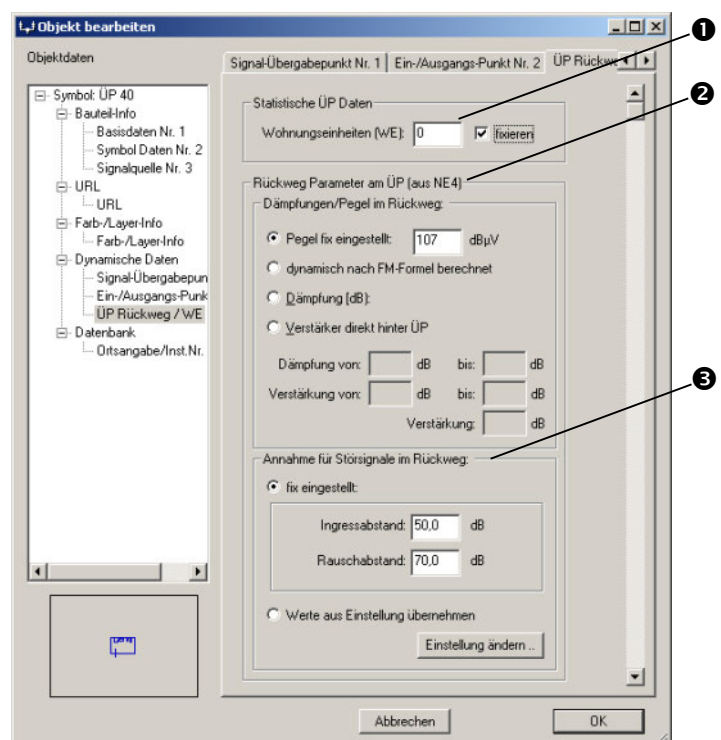 Objekt bearbeiten
❶
Objektdaten
Signal-Übergabepunkt Nr. 1 Ein-/Ausgangs-Punkt Nr. 2 ÜP Rückwe
❷
Symbol: ÜP 40
Bauteil-Info
Basisdaten Nr. 1
Symbol Daten Nr. 2
Signalquelle Nr. 3
URL
URL
Farb-/Layer-Info
Farb-/Layer-Info
Dynamische Daten
Signal-Übergabepun
Ein-/Ausgangs-Punk
ÜP Rückweg / WE
Datenbank
Ortsangabe/Inst.Nr.
Statistische ÜP Daten
Wohnungseinheiten (WE): 0 fixieren
Rückweg Parameter am ÜP (aus NE4)
Dämpfungen/Pegel im Rückweg:
Pegel fix eingestellt: 107 dBµV
dynamisch nach FM-Formel berechnet
Dämpfung [dB]:
Verstärker direkt hinter ÜP
Dämpfung von: dB bis: dB
Verstärkung von: dB bis: dB
Verstärkung: dB
❸
Annahme für Störsignale im Rückweg:
fix eingestellt:
Ingressabstand: 50,0 dB
Rauschabstand: 70,0 dB
Werte aus Einstellung übernehmen
Einstellung ändern ..
Abbrechen OK